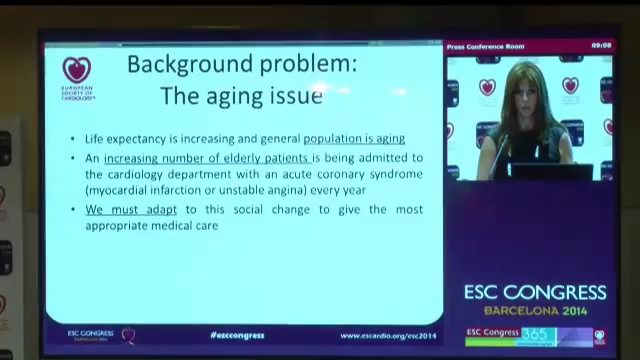 Background problem:
The aging issue
EUROPEAN
SOCIETY OF
CARDIOLOGY
• Life expectancy is increasing and general population is aging
• An increasing number of elderly patients is being admitted to
the cardiology department with an acute coronary syndrome
(myocardial infarction or unstable angina) every year
• We must adapt to this social change to give the most
appropriate medical care
#esccongress
www.escardio.org/esc2014
Press Conference Room
09:08
ESC CONGRESS
BARCELONA 2014
ESC Congress
365